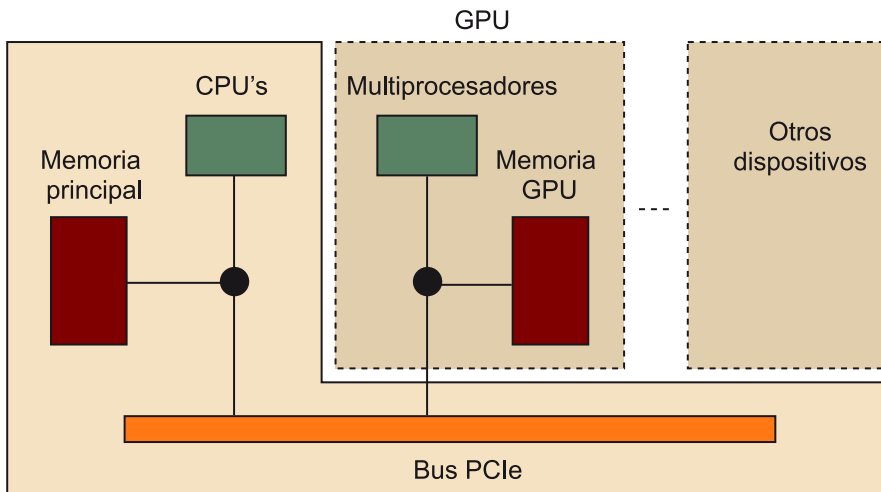 GPU
CPU's
Multiprocesadores
Memoria
principal
Memoria
GPU
Otros
dispositivos
Bus PCIe